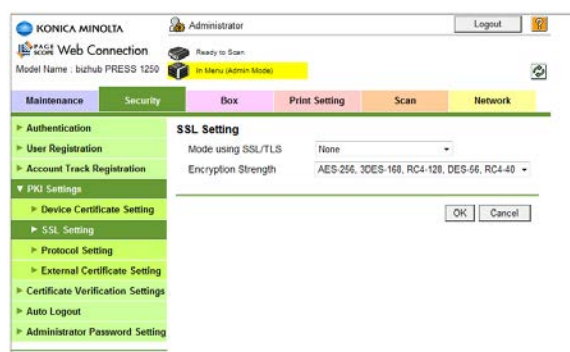 KONICA MINOLTA
Administrator
Logout
?
PAGE SCOPE Web Connection
Ready to Scan
Model Name : bizhub PRESS 1250
In Menu (Admin Mode)
Maintenance Security Box Print Setting Scan Network
Authentication
User Registration
Account Track Registration
PKI Settings
Device Certificate Setting
SSL Setting
Protocol Setting
External Certificate Setting
Certificate Verification Settings
Auto Logout
Administrator Password Setting
SSL Setting
Mode using SSL/TLS None
Encryption Strength AES-256, 3DES-168, RC4-128, DES-56, RC4-40
OK Cancel